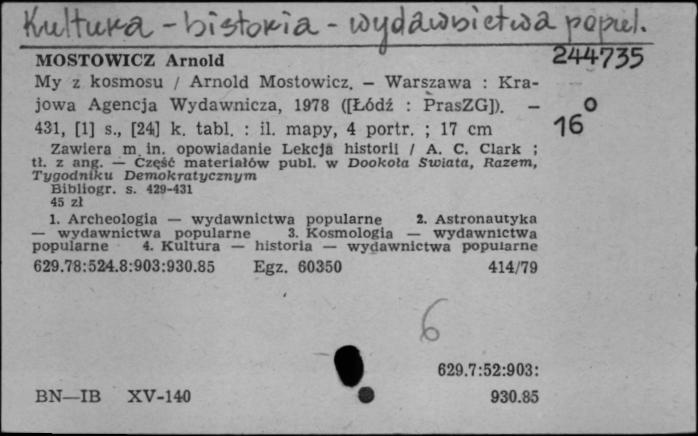 Kultura - historia - wydawnictwa popul.
MOSTOWICZ Arnold 244735
My z kosmosu / Arnold Mostowicz. — Warszawa : Kra-
jowa Agencja Wydawnicza, 1978 ([Łódź : PrasZG]). —
431, [1] s., [24] k. tabl. : il. mapy, 4 portr. ; 17 cm 16°
Zawiera m. in. opowiadanie Lekcja historii / A. C. Clark ;
tł. z ang. — Część materiałów publ. w Dookoła Świata, Razem,
Tygodniku Demokratycznym
Bibliogr. s. 429-431
45 zł
1. Archeologia — wydawnictwa popularne 2. Astronautyka
— wydawnictwa popularne 3. Kosmologia — wydawnictwa
popularne 4. Kultura — historia — wydawnictwa popularne
629.78:524.8:903:930.85 Egz. 60350 414/79
6
629.7:52:903:
BN—IB XV-140 930.85